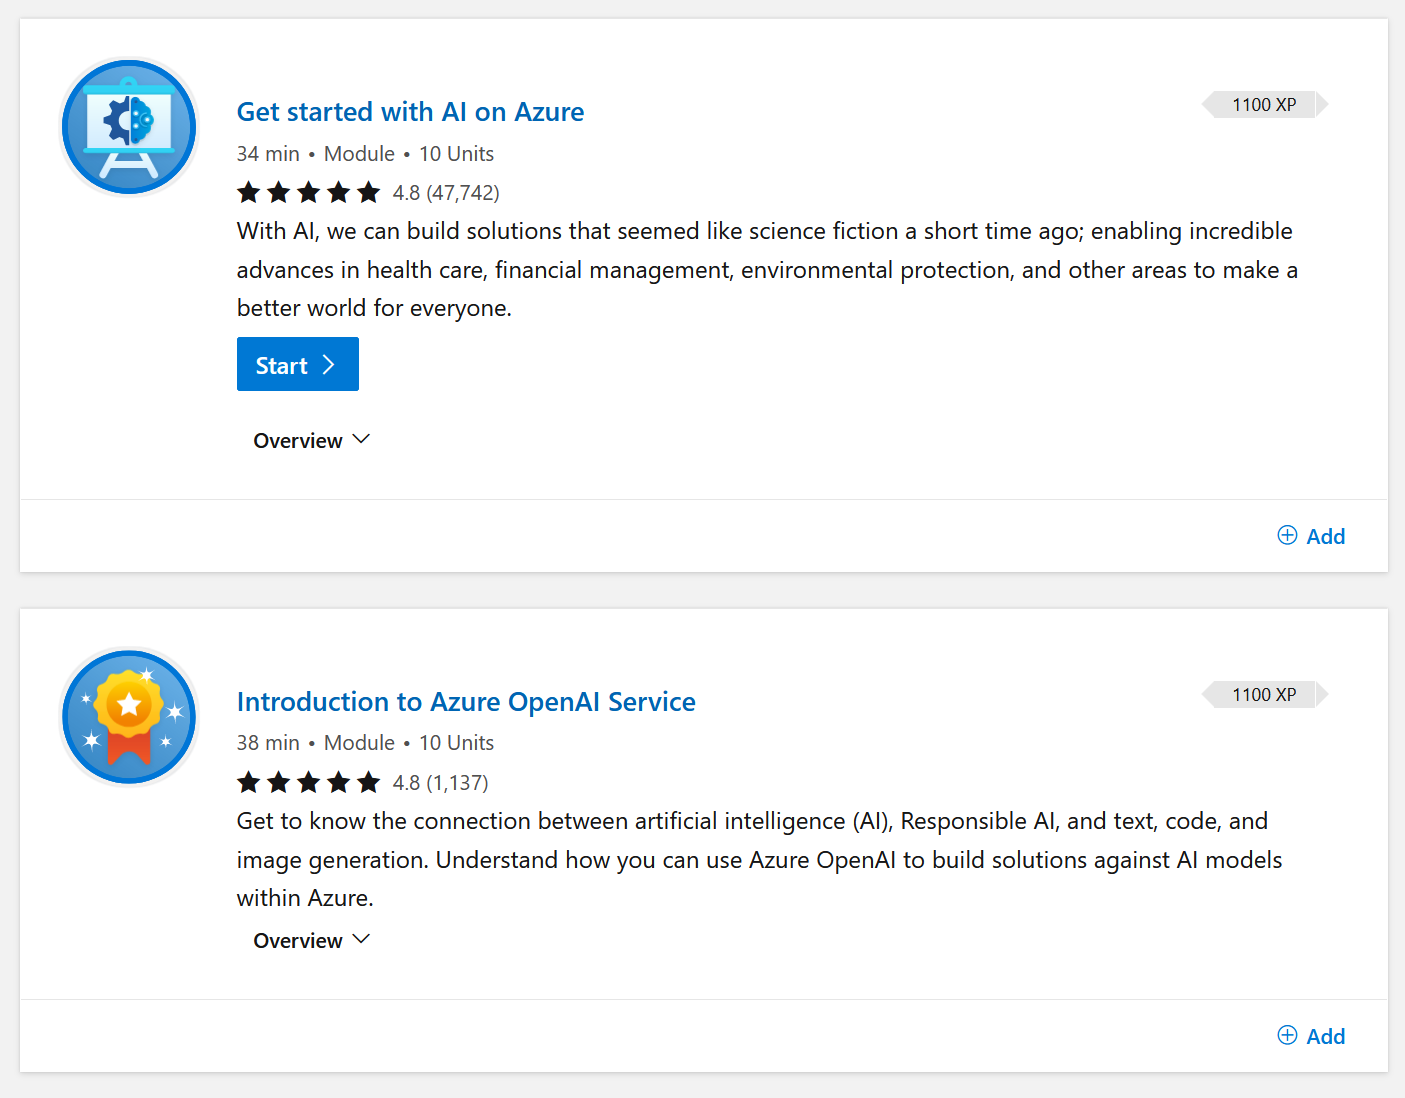 Get started with AI on Azure
1100 XP
34 min • Module • 10 Units
4.8 (47,742)
With AI, we can build solutions that seemed like science fiction a short time ago; enabling incredible
advances in health care, financial management, environmental protection, and other areas to make a
better world for everyone.
Start
Overview
Add
Introduction to Azure OpenAI Service
1100 XP
38 min • Module • 10 Units
4.8 (1,137)
Get to know the connection between artificial intelligence (AI), Responsible AI, and text, code, and
image generation. Understand how you can use Azure OpenAI to build solutions against AI models
within Azure.
Overview
Add